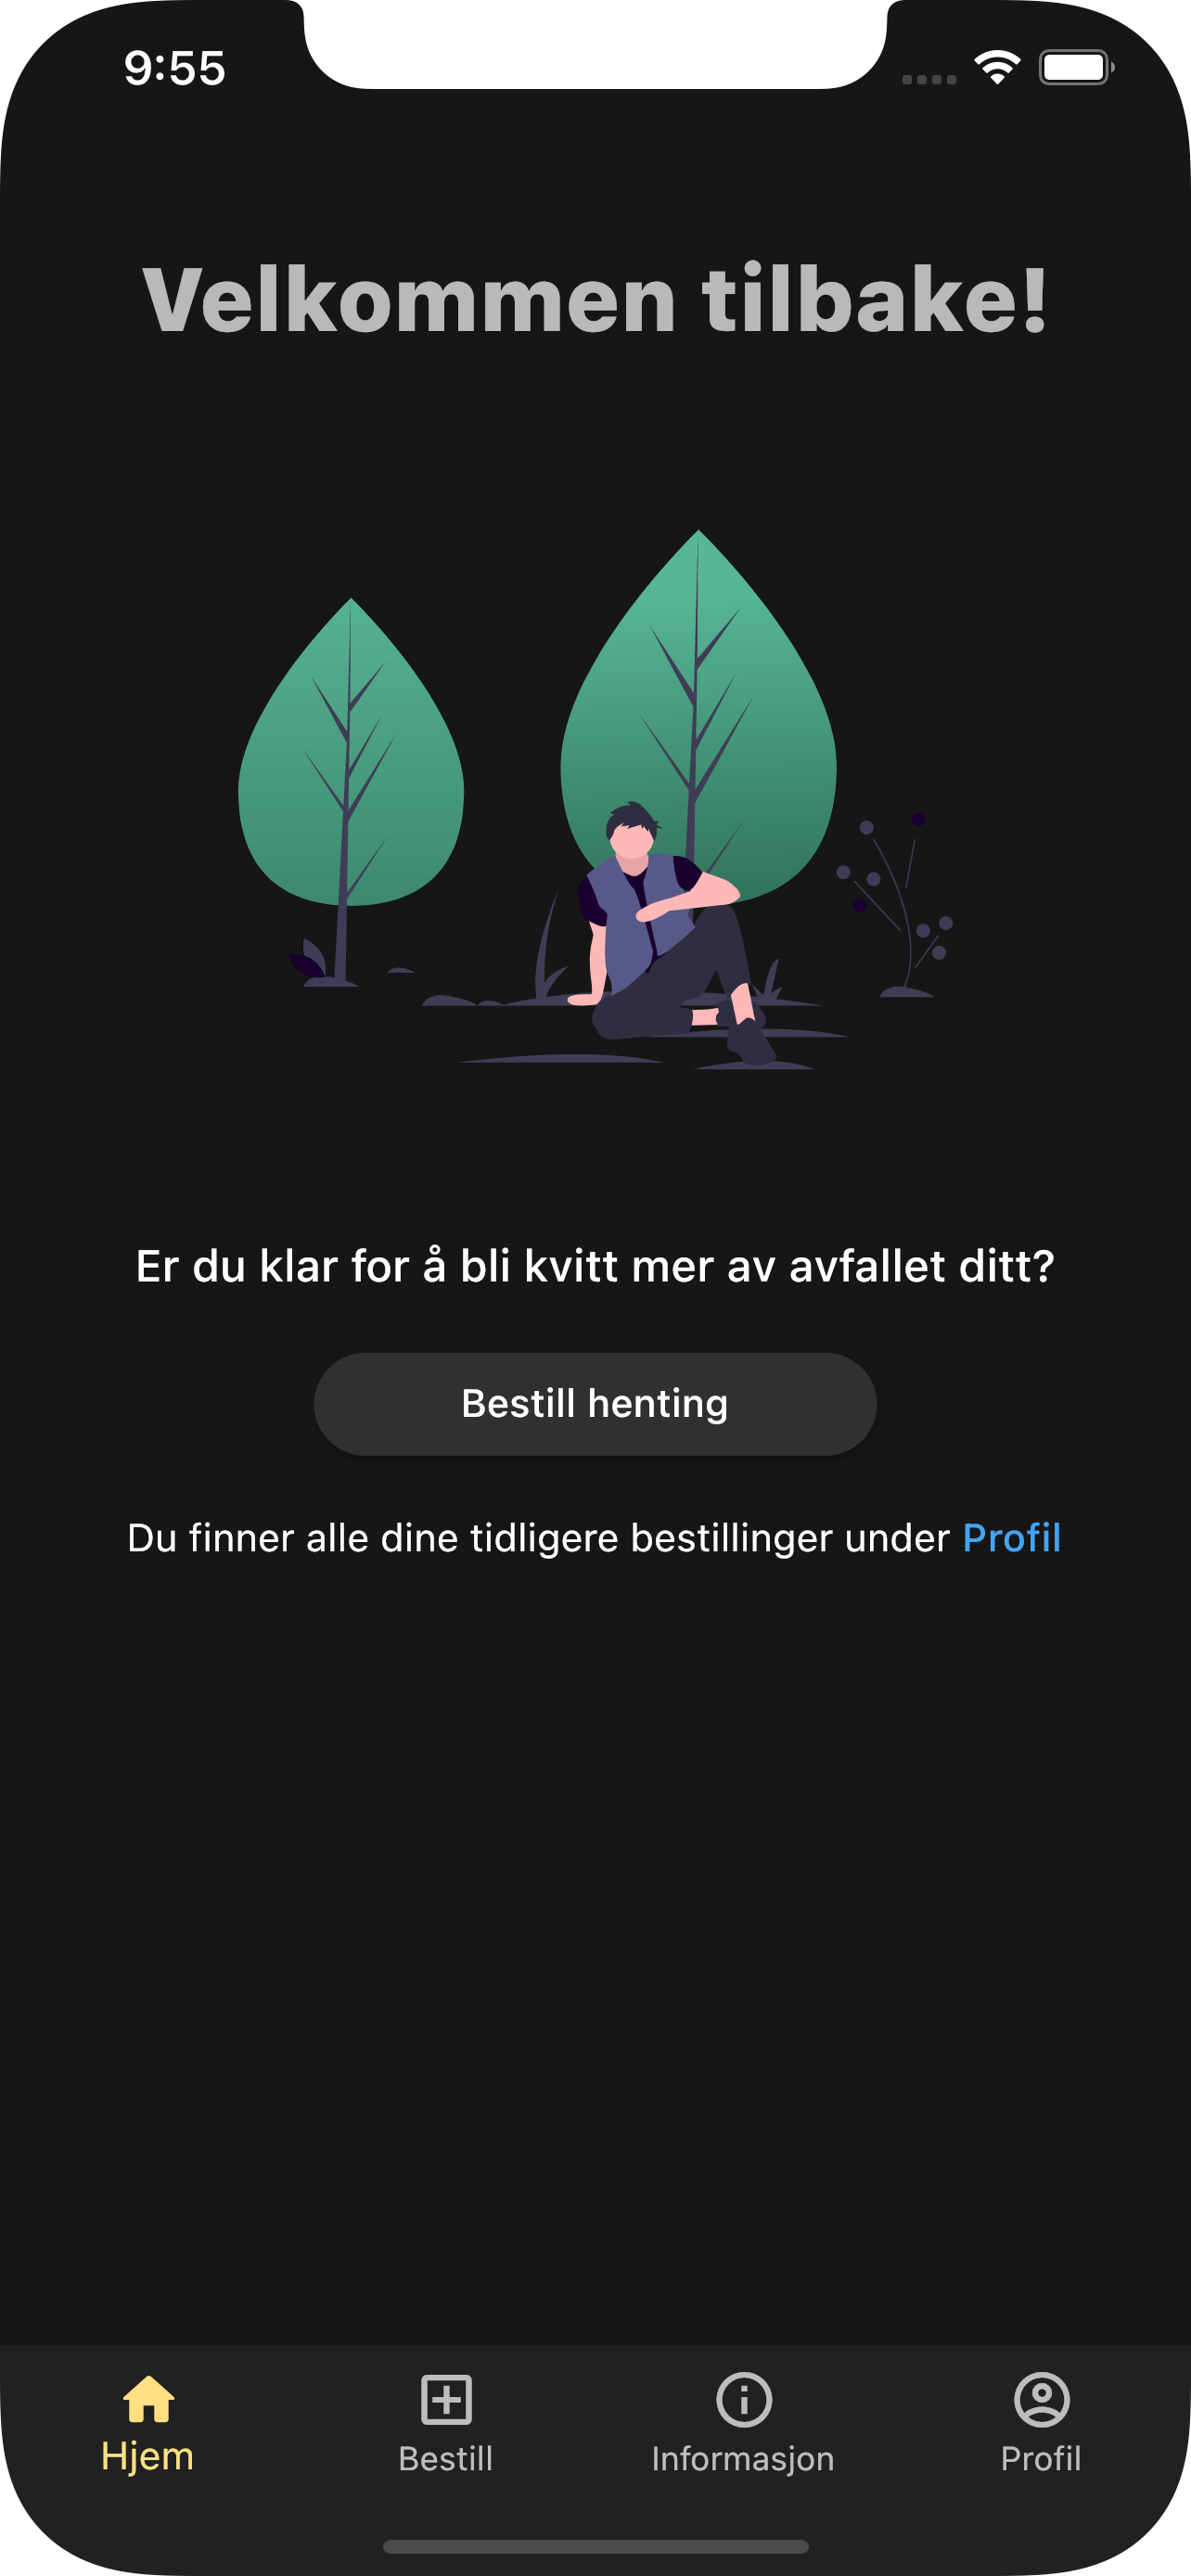 9:55
Velkommen tilbake!
Er du klar for å bli kvitt mer av avfallet ditt?
Bestill henting
Du finner alle dine tidligere bestillinger under Profil
Hjem
Bestill
Informasjon
Profil